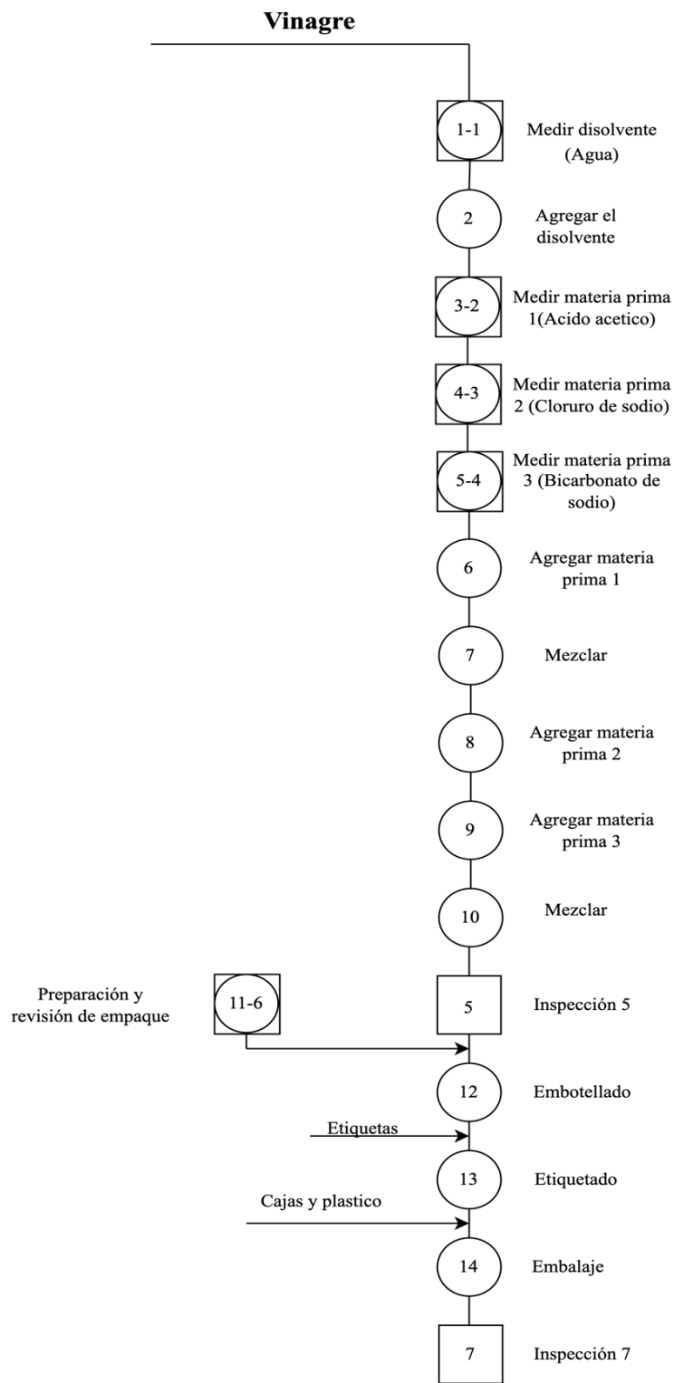 Vinagre
1-1
Medir disolvente
(Agua)
2
Agregar el
disolvente
3-2
Medir materia prima
1(Acido acetico)
4-3
Medir materia prima
2 (Cloruro de sodio)
5-4
Medir materia prima
3 (Bicarbonato de
sodio)
6
Agregar materia
prima 1
7
Mezclar
8
Agregar materia
prima 2
9
Agregar materia
prima 3
10
Mezclar
Preparación y
revisión de empaque
11-6
5
Inspección 5
12
Embotellado
Etiquetas
13
Etiquetado
Cajas y plastico
14
Embalaje
7
Inspección 7